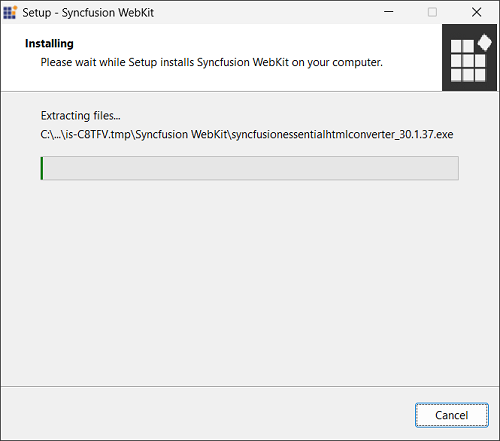 Setup - Syncfusion WebKit
Installing
Please wait while Setup installs Syncfusion WebKit on your computer.
Extracting files...
C:\...\is-C8TFV.tmp\Syncfusion WebKit\syncfusionessentialhtmlconverter_30.1.37.exe
Cancel